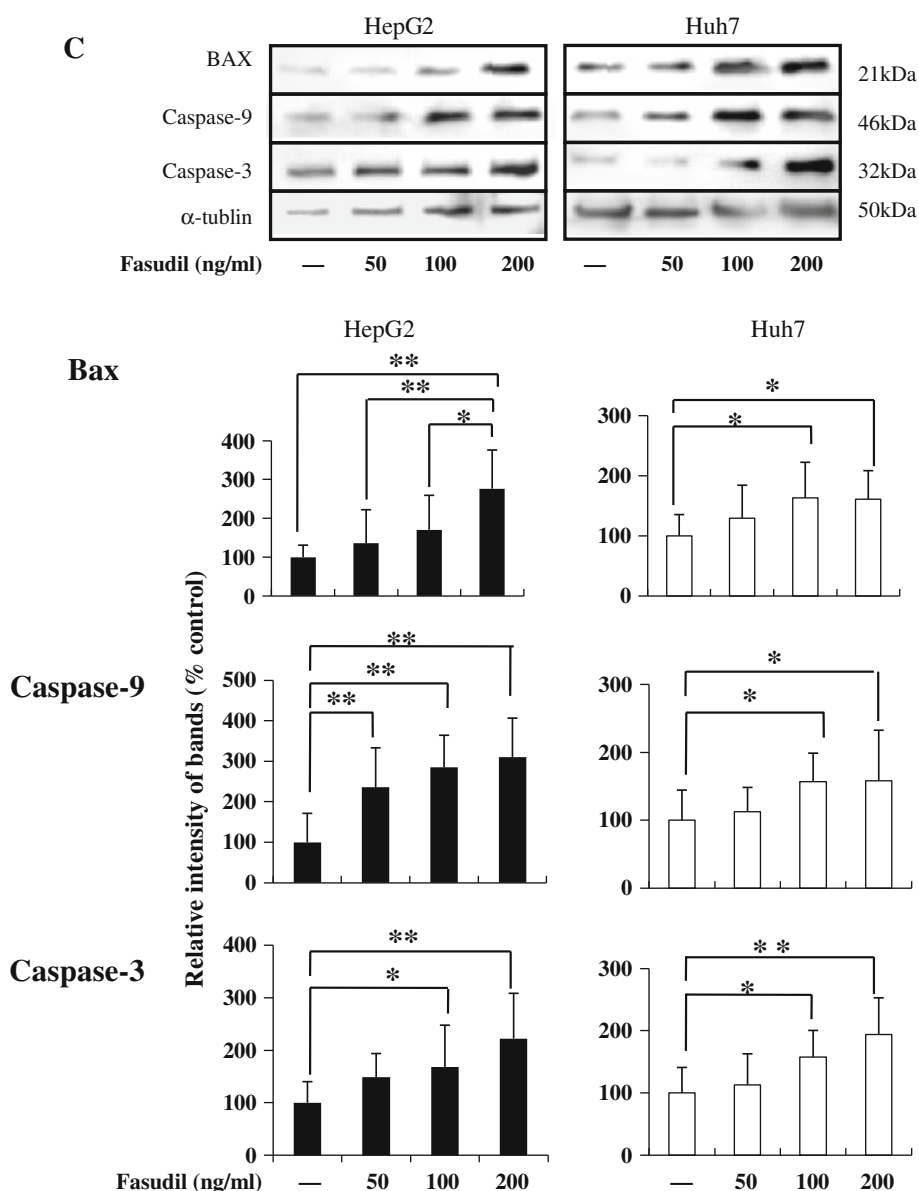 C
HepG2 Huh7
BAX 21kDa
Caspase-9 46kDa
Caspase-3 32kDa
α-tublin 50kDa
Fasudil (ng/ml) — 50 100 200 — 50 100 200
HepG2 Huh7
Bax
** ** *
400
300
200
100
0
* *
300
200
100
0
Relative intensity of bands (% control)
Caspase-9
** ** **
500
400
300
200
100
0
* *
300
200
100
0
Caspase-3
** *
400
300
200
100
0
* * *
300
200
100
0
Fasudil (ng/ml) — 50 100 200 — 50 100 200